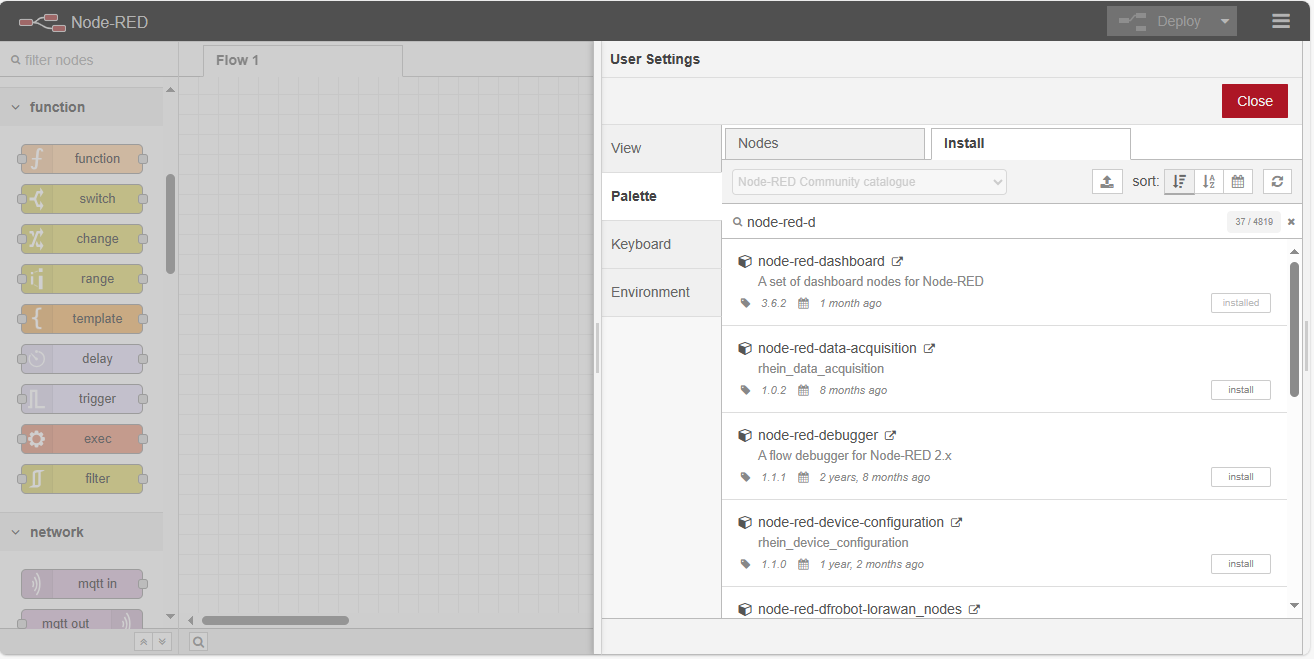 Node-RED
Deploy
filter nodes
Flow 1
function
function
switch
change
range
template
delay
trigger
exec
filter
network
mqtt in
mqtt out
User Settings
Close
View
Palette
Keyboard
Environment
Nodes
Install
Node-RED Community catalogue
sort:
node-red-d
37 / 4819
node-red-dashboard
A set of dashboard nodes for Node-RED
3.6.2 1 month ago
installed
node-red-data-acquisition
rhein_data_acquisition
1.0.2 8 months ago
install
node-red-debugger
A flow debugger for Node-RED 2.x
1.1.1 2 years, 8 months ago
install
node-red-device-configuration
rhein_device_configuration
1.1.0 1 year, 2 months ago
install
node-red-dfrobot-lorawan_nodes